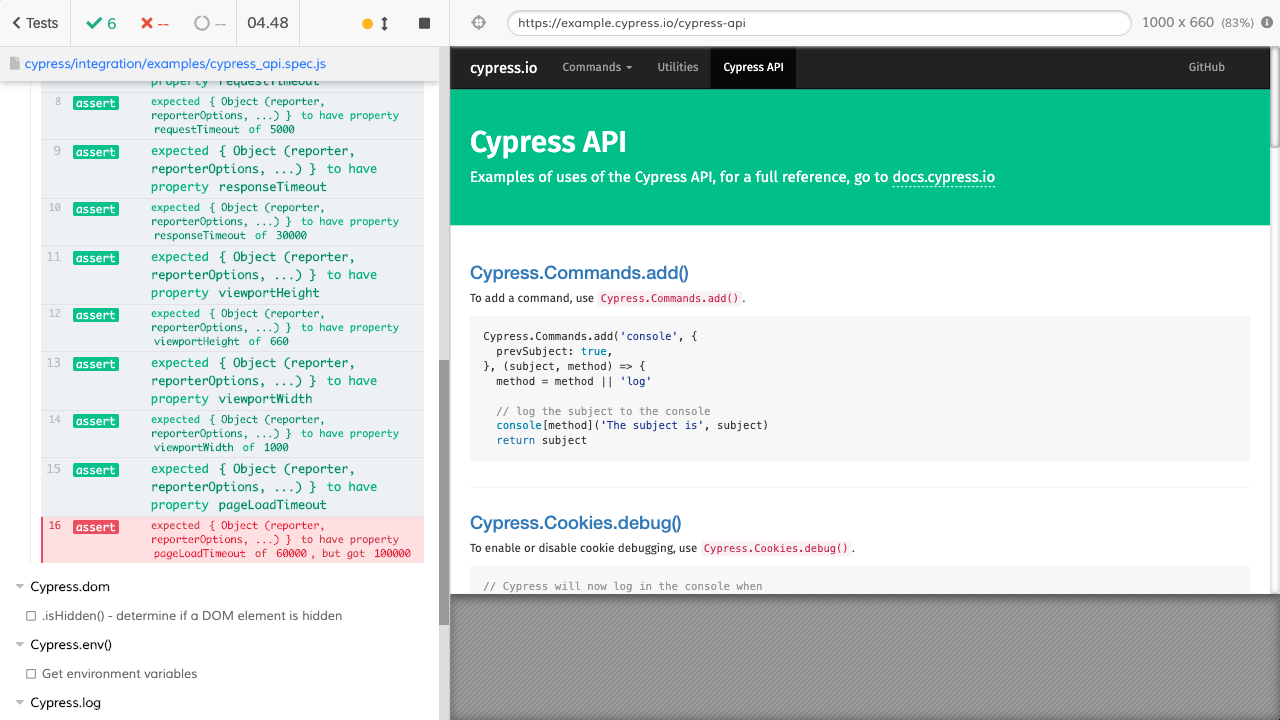 Tests
6
--
--
04.48
https://example.cypress.io/cypress-api
1000 x 660 (83%)
cypress/integration/examples/cypress_api.spec.js
property requestTimeout
8 assert expected { Object (reporter,
reporterOptions, ...) } to have property
requestTimeout of 5000
9 assert expected { Object (reporter,
reporterOptions, ...) } to have
property responseTimeout
10 assert expected { Object (reporter,
reporterOptions, ...) } to have property
responseTimeout of 30000
11 assert expected { Object (reporter,
reporterOptions, ...) } to have
property viewportHeight
12 assert expected { Object (reporter,
reporterOptions, ...) } to have property
viewportHeight of 660
13 assert expected { Object (reporter,
reporterOptions, ...) } to have
property viewportWidth
14 assert expected { Object (reporter,
reporterOptions, ...) } to have property
viewportWidth of 1000
15 assert expected { Object (reporter,
reporterOptions, ...) } to have
property pageLoadTimeout
16 assert expected { Object (reporter,
reporterOptions, ...) } to have property
pageLoadTimeout of 60000, but got 100000
Cypress.dom
.isHidden() - determine if a DOM element is hidden
Cypress.env()
Get environment variables
Cypress.log
cypress.io
Commands
Utilities
Cypress API
GitHub
Cypress API
Examples of uses of the Cypress API, for a full reference, go to docs.cypress.io
Cypress.Commands.add()
To add a command, use Cypress.Commands.add().
Cypress.Commands.add('console', {
prevSubject: true,
}, (subject, method) => {
method = method || 'log'
// log the subject to the console
console[method]('The subject is', subject)
return subject
Cypress.Cookies.debug()
To enable or disable cookie debugging, use Cypress.Cookies.debug().
// Cypress will now log in the console when